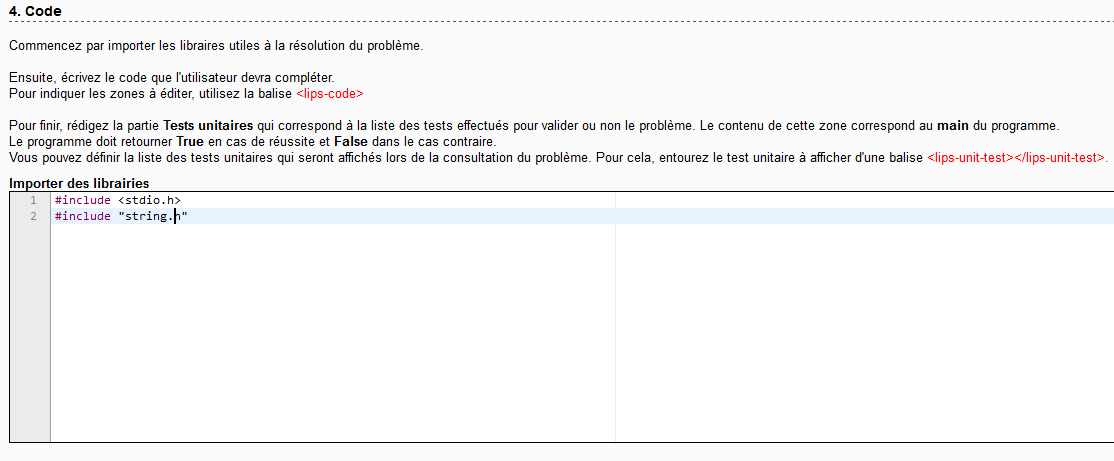 4. Code
Commencez par importer les libraires utiles à la résolution du problème.
Ensuite, écrivez le code que l'utilisateur devra compléter.
Pour indiquer les zones à éditer, utilisez la balise <lips-code>
Pour finir, rédigez la partie Tests unitaires qui correspond à la liste des tests effectués pour valider ou non le problème. Le contenu de cette zone correspond au main du programme.
Le programme doit retourner True en cas de réussite et False dans le cas contraire.
Vous pouvez définir la liste des tests unitaires qui seront affichés lors de la consultation du problème. Pour cela, entourez le test unitaire à afficher d'une balise <lips-unit-test></lips-unit-test>.
Importer des librairies
1 #include <stdio.h>
2 #include "string.h"